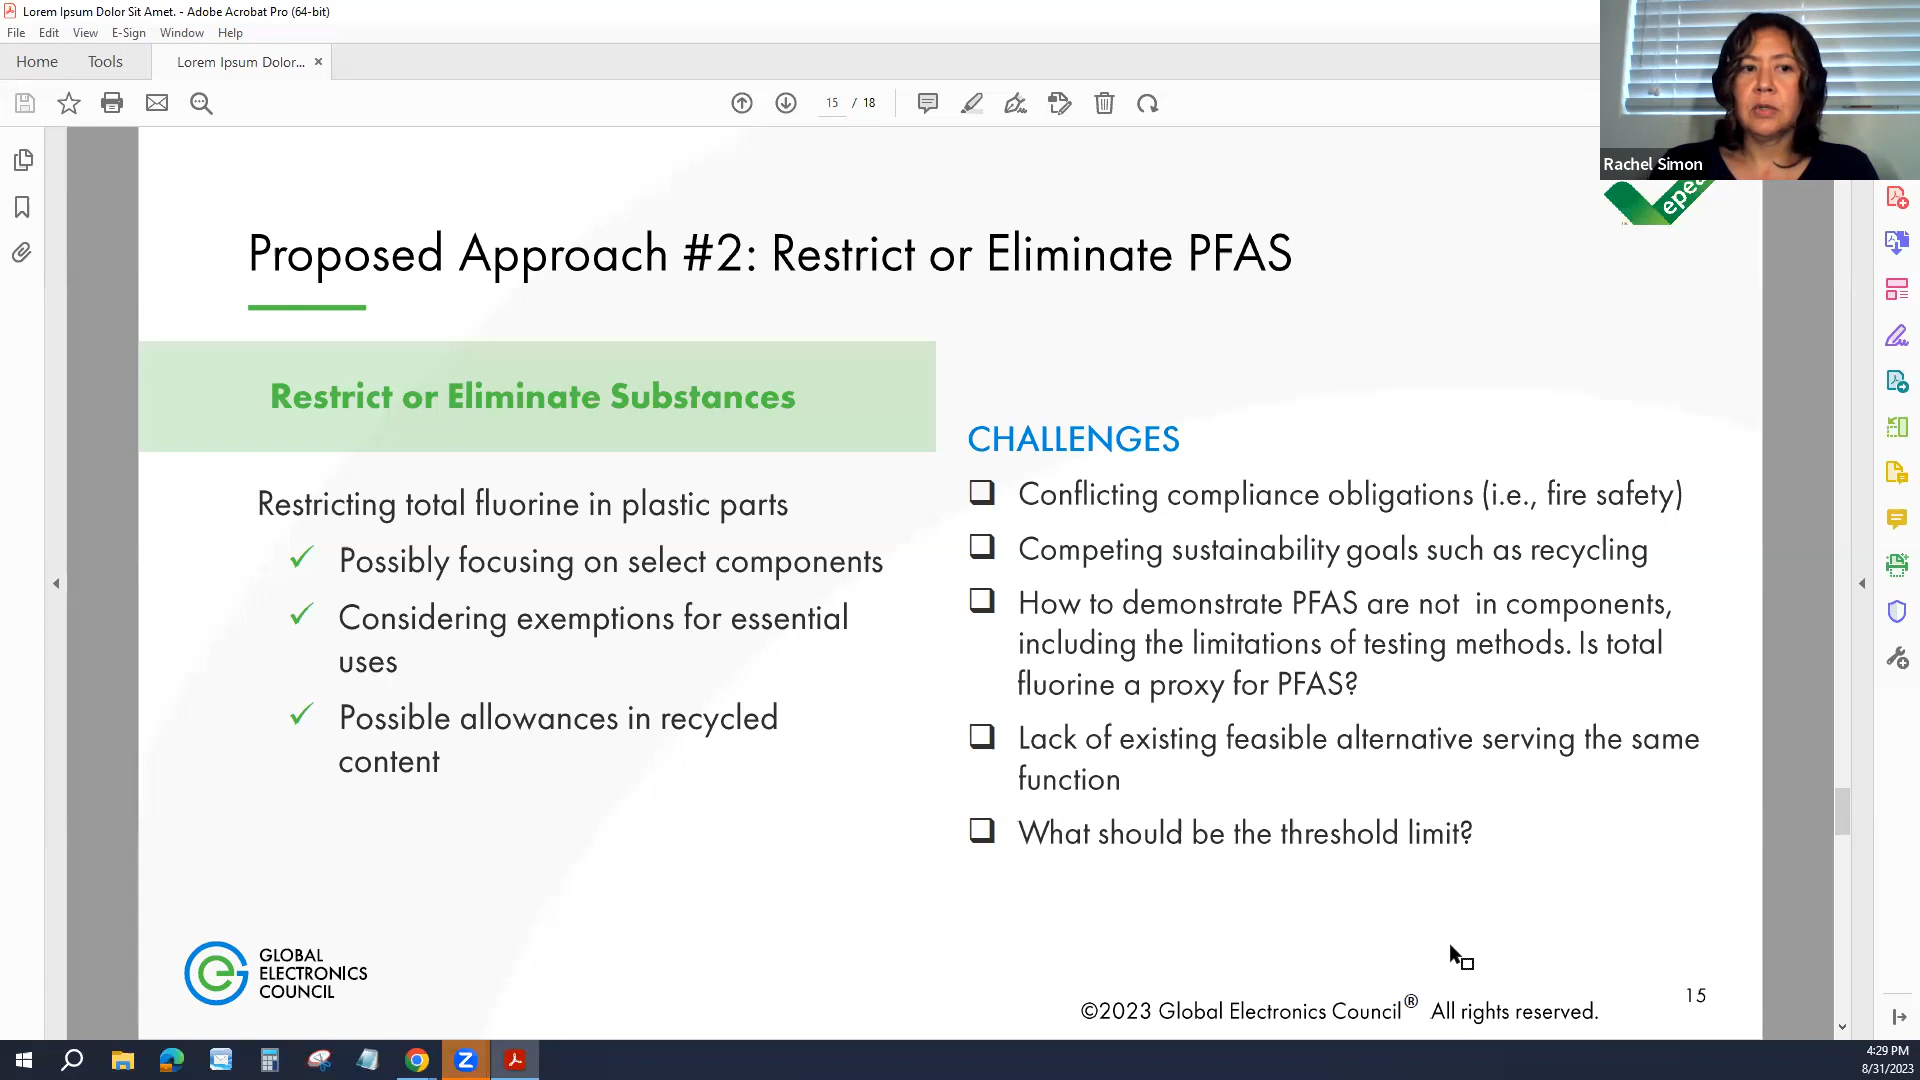 Lorem Ipsum Dolor Sit Amet. - Adobe Acrobat Pro (64-bit)
File Edit View E-Sign Window Help
Home Tools Lorem Ipsum Dolor... ×
15 / 18
Rachel Simon
epea
Proposed Approach #2: Restrict or Eliminate PFAS
Restrict or Eliminate Substances
Restricting total fluorine in plastic parts
Possibly focusing on select components
Considering exemptions for essential
uses
Possible allowances in recycled
content
CHALLENGES
Conflicting compliance obligations (i.e., fire safety)
Competing sustainability goals such as recycling
How to demonstrate PFAS are not in components,
including the limitations of testing methods. Is total
fluorine a proxy for PFAS?
Lack of existing feasible alternative serving the same
function
What should be the threshold limit?
GLOBAL
ELECTRONICS
COUNCIL
©2023 Global Electronics Council® All rights reserved.
15
4:29 PM
8/31/2023